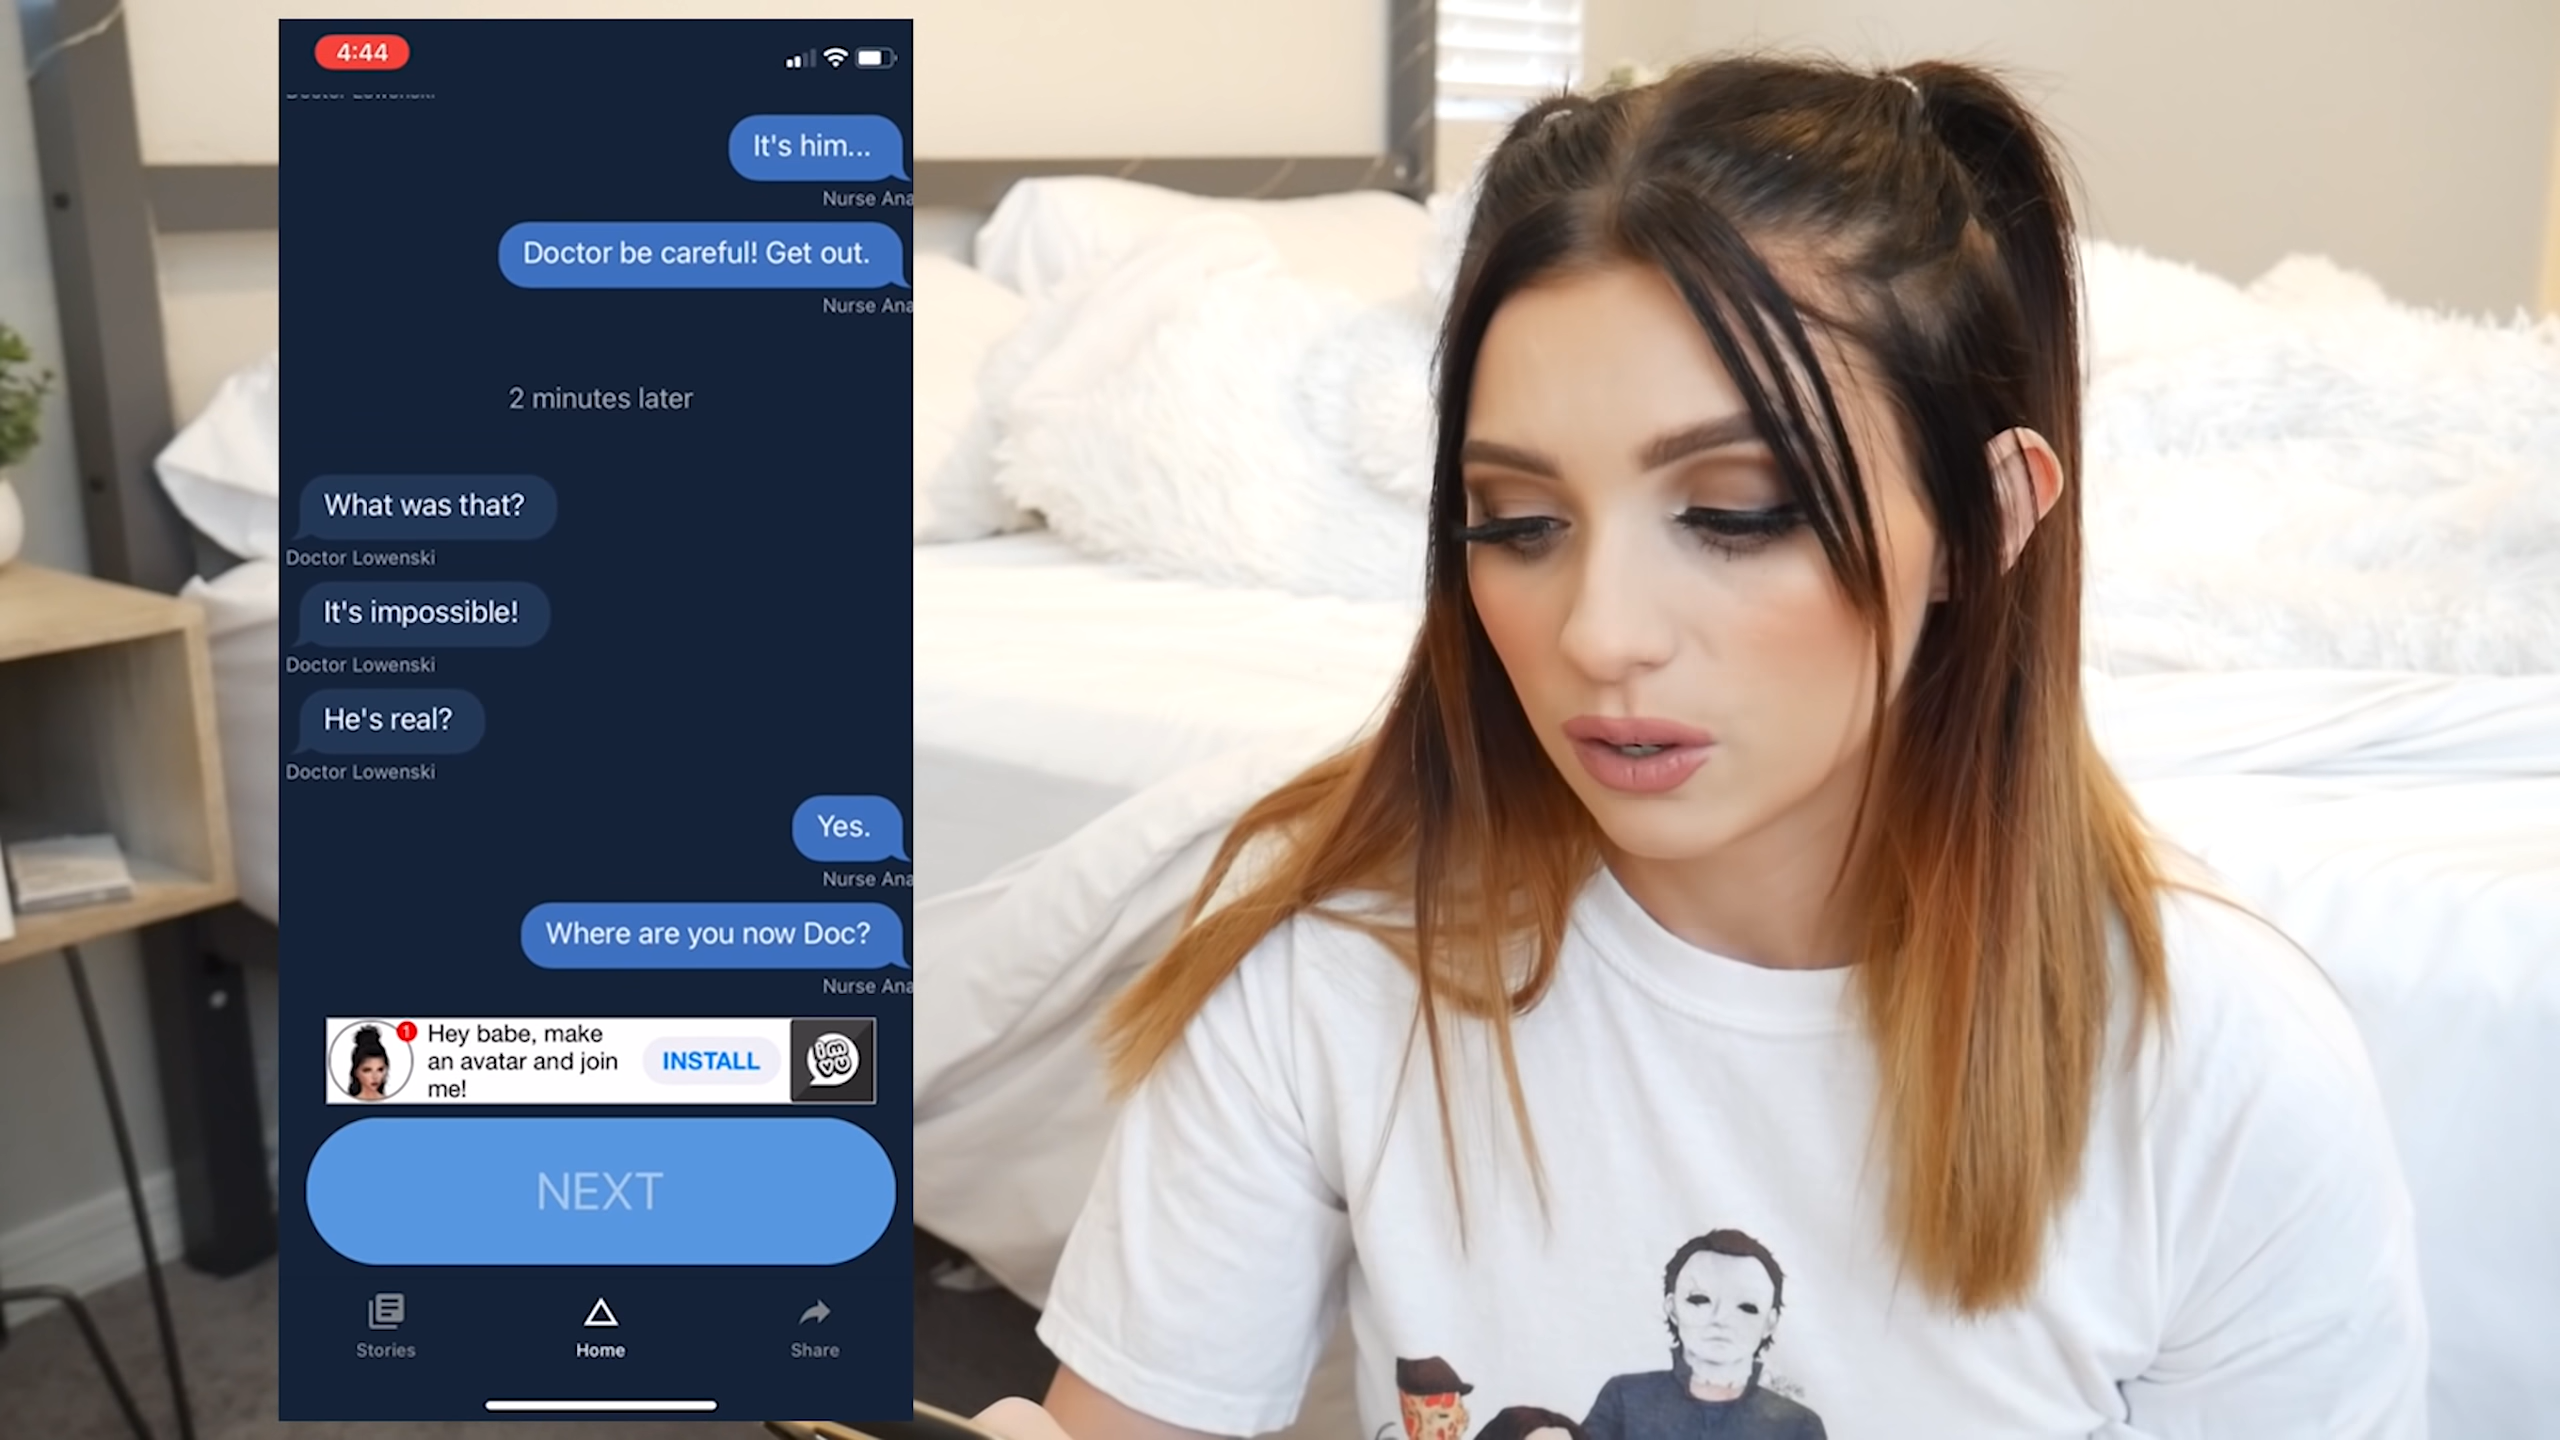 4:44
It's him...
Nurse Ana
Doctor be careful! Get out.
Nurse Ana
2 minutes later
What was that?
Doctor Lowenski
It's impossible!
Doctor Lowenski
He's real?
Doctor Lowenski
Yes.
Nurse Ana
Where are you now Doc?
Nurse Ana
1
Hey babe, make
an avatar and join
me!
INSTALL
imvu
NEXT
Stories
Home
Share